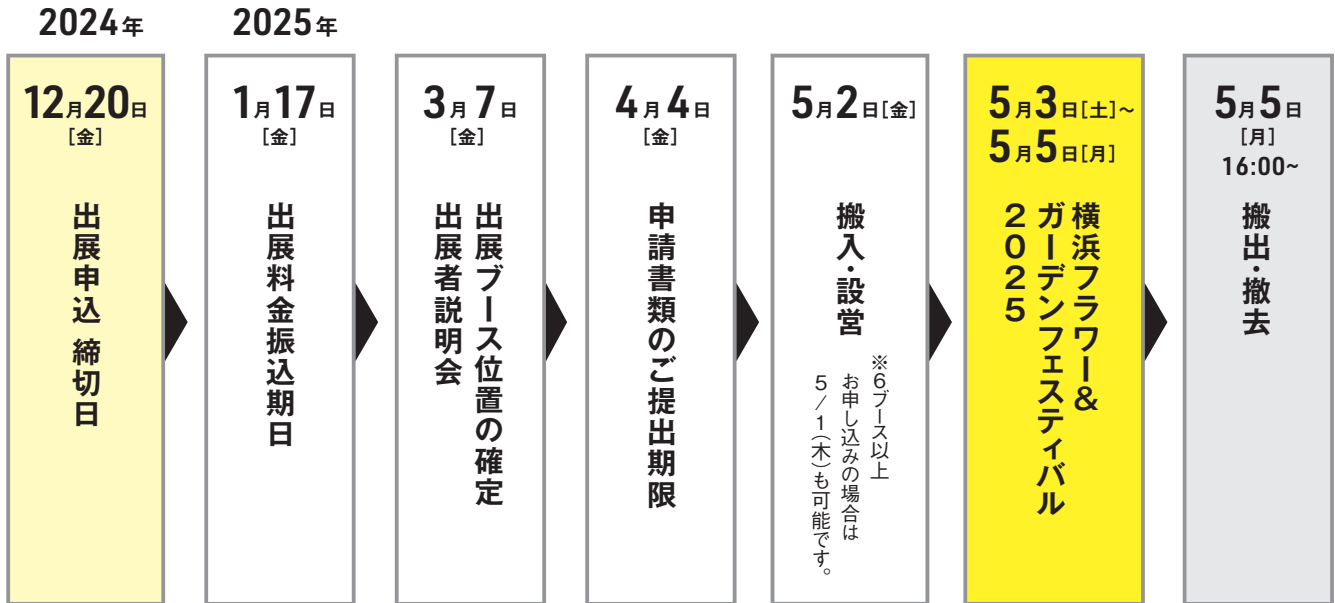 2024年
12月20日
[金]
出展申込 締切日
2025年
1月17日
[金]
出展料金振込期日
3月7日
[金]
出展ブース位置の確定
出展者説明会
4月4日
[金]
申請書類のご提出期限
5月2日[金]
搬入・設営
※6ブース以上
お申し込みの場合は
5/1(木)も可能です。
5月3日[土]~
5月5日[月]
横浜フラワー&
ガーデンフェスティバル
2025
5月5日
[月]
16:00~
搬出・撤去